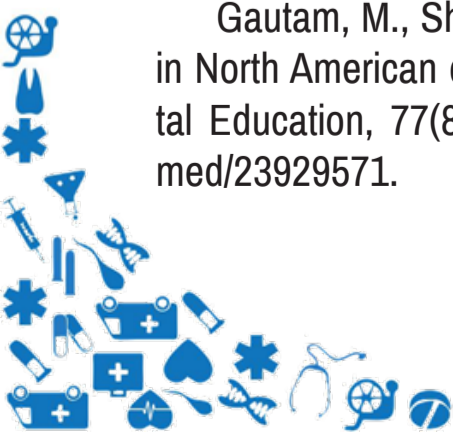 Gautam, M., Sh
in North American
tal Education, 77(8
med/23929571.